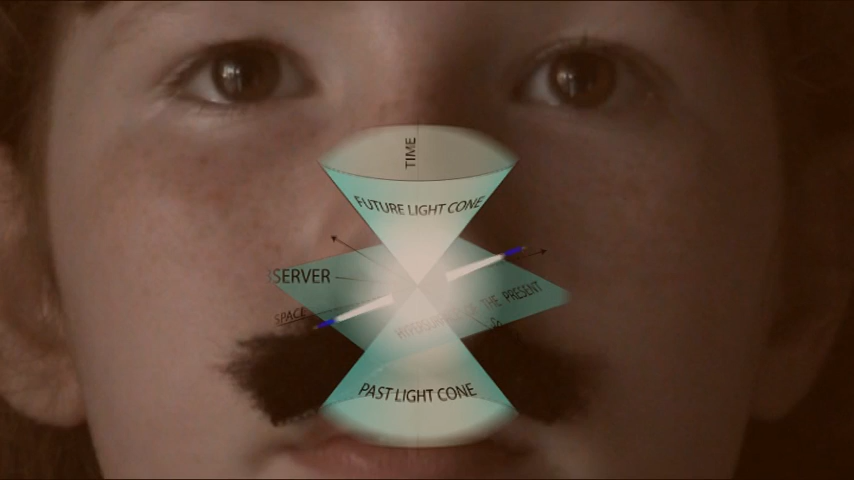 TIME
FUTURE LIGHT CONE
SERVER
SPACE
THE PRESENT
PAST LIGHT CONE